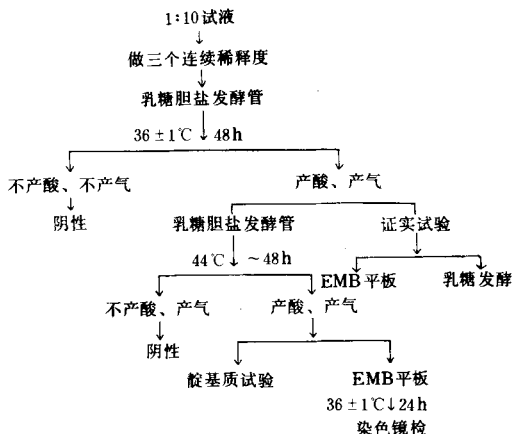 1:10试液
做三个连续稀释度
乳糖胆盐发酵管
36±1℃ 48h
不产酸、不产气 产酸、产气
阴性 乳糖胆盐发酵管 证实试验
44℃ ~48h
EMB平板 乳糖发酵
不产酸、产气 产酸、产气
阴性
靛基质试验 EMB平板
36±1℃ 24h
染色镜检